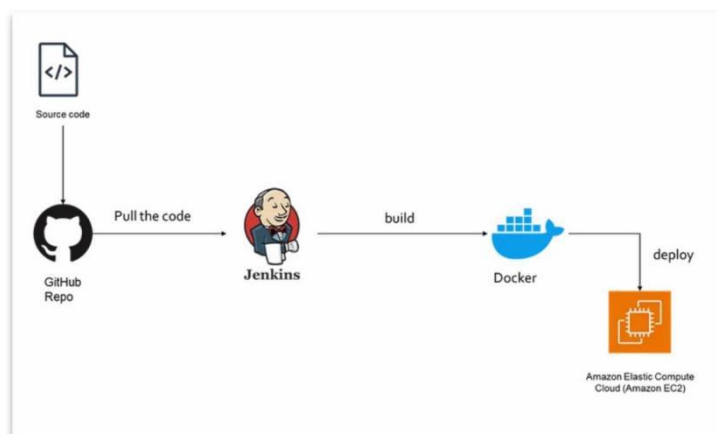 </>
Source code
Pull the code
build
deploy
GitHub
Repo
Jenkins
Docker
Amazon Elastic Compute
Cloud (Amazon EC2)